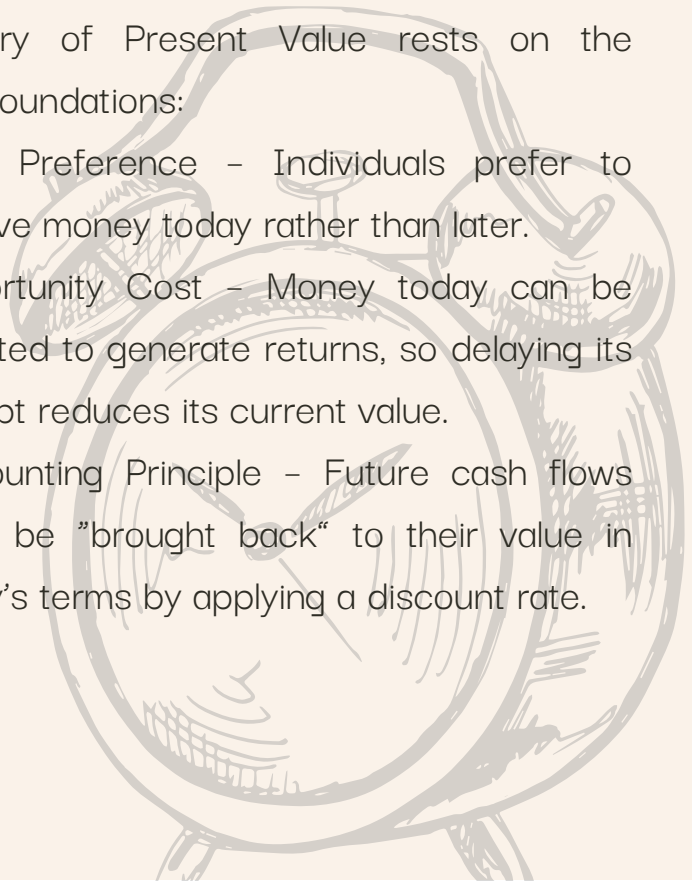 ry of Present Value rests on the
oundations:
Preference – Individuals prefer to
ve money today rather than later.
rtunity Cost – Money today can be
ted to generate returns, so delaying its
pt reduces its current value.
ounting Principle – Future cash flows
be ”brought back“ to their value in
y’s terms by applying a discount rate.